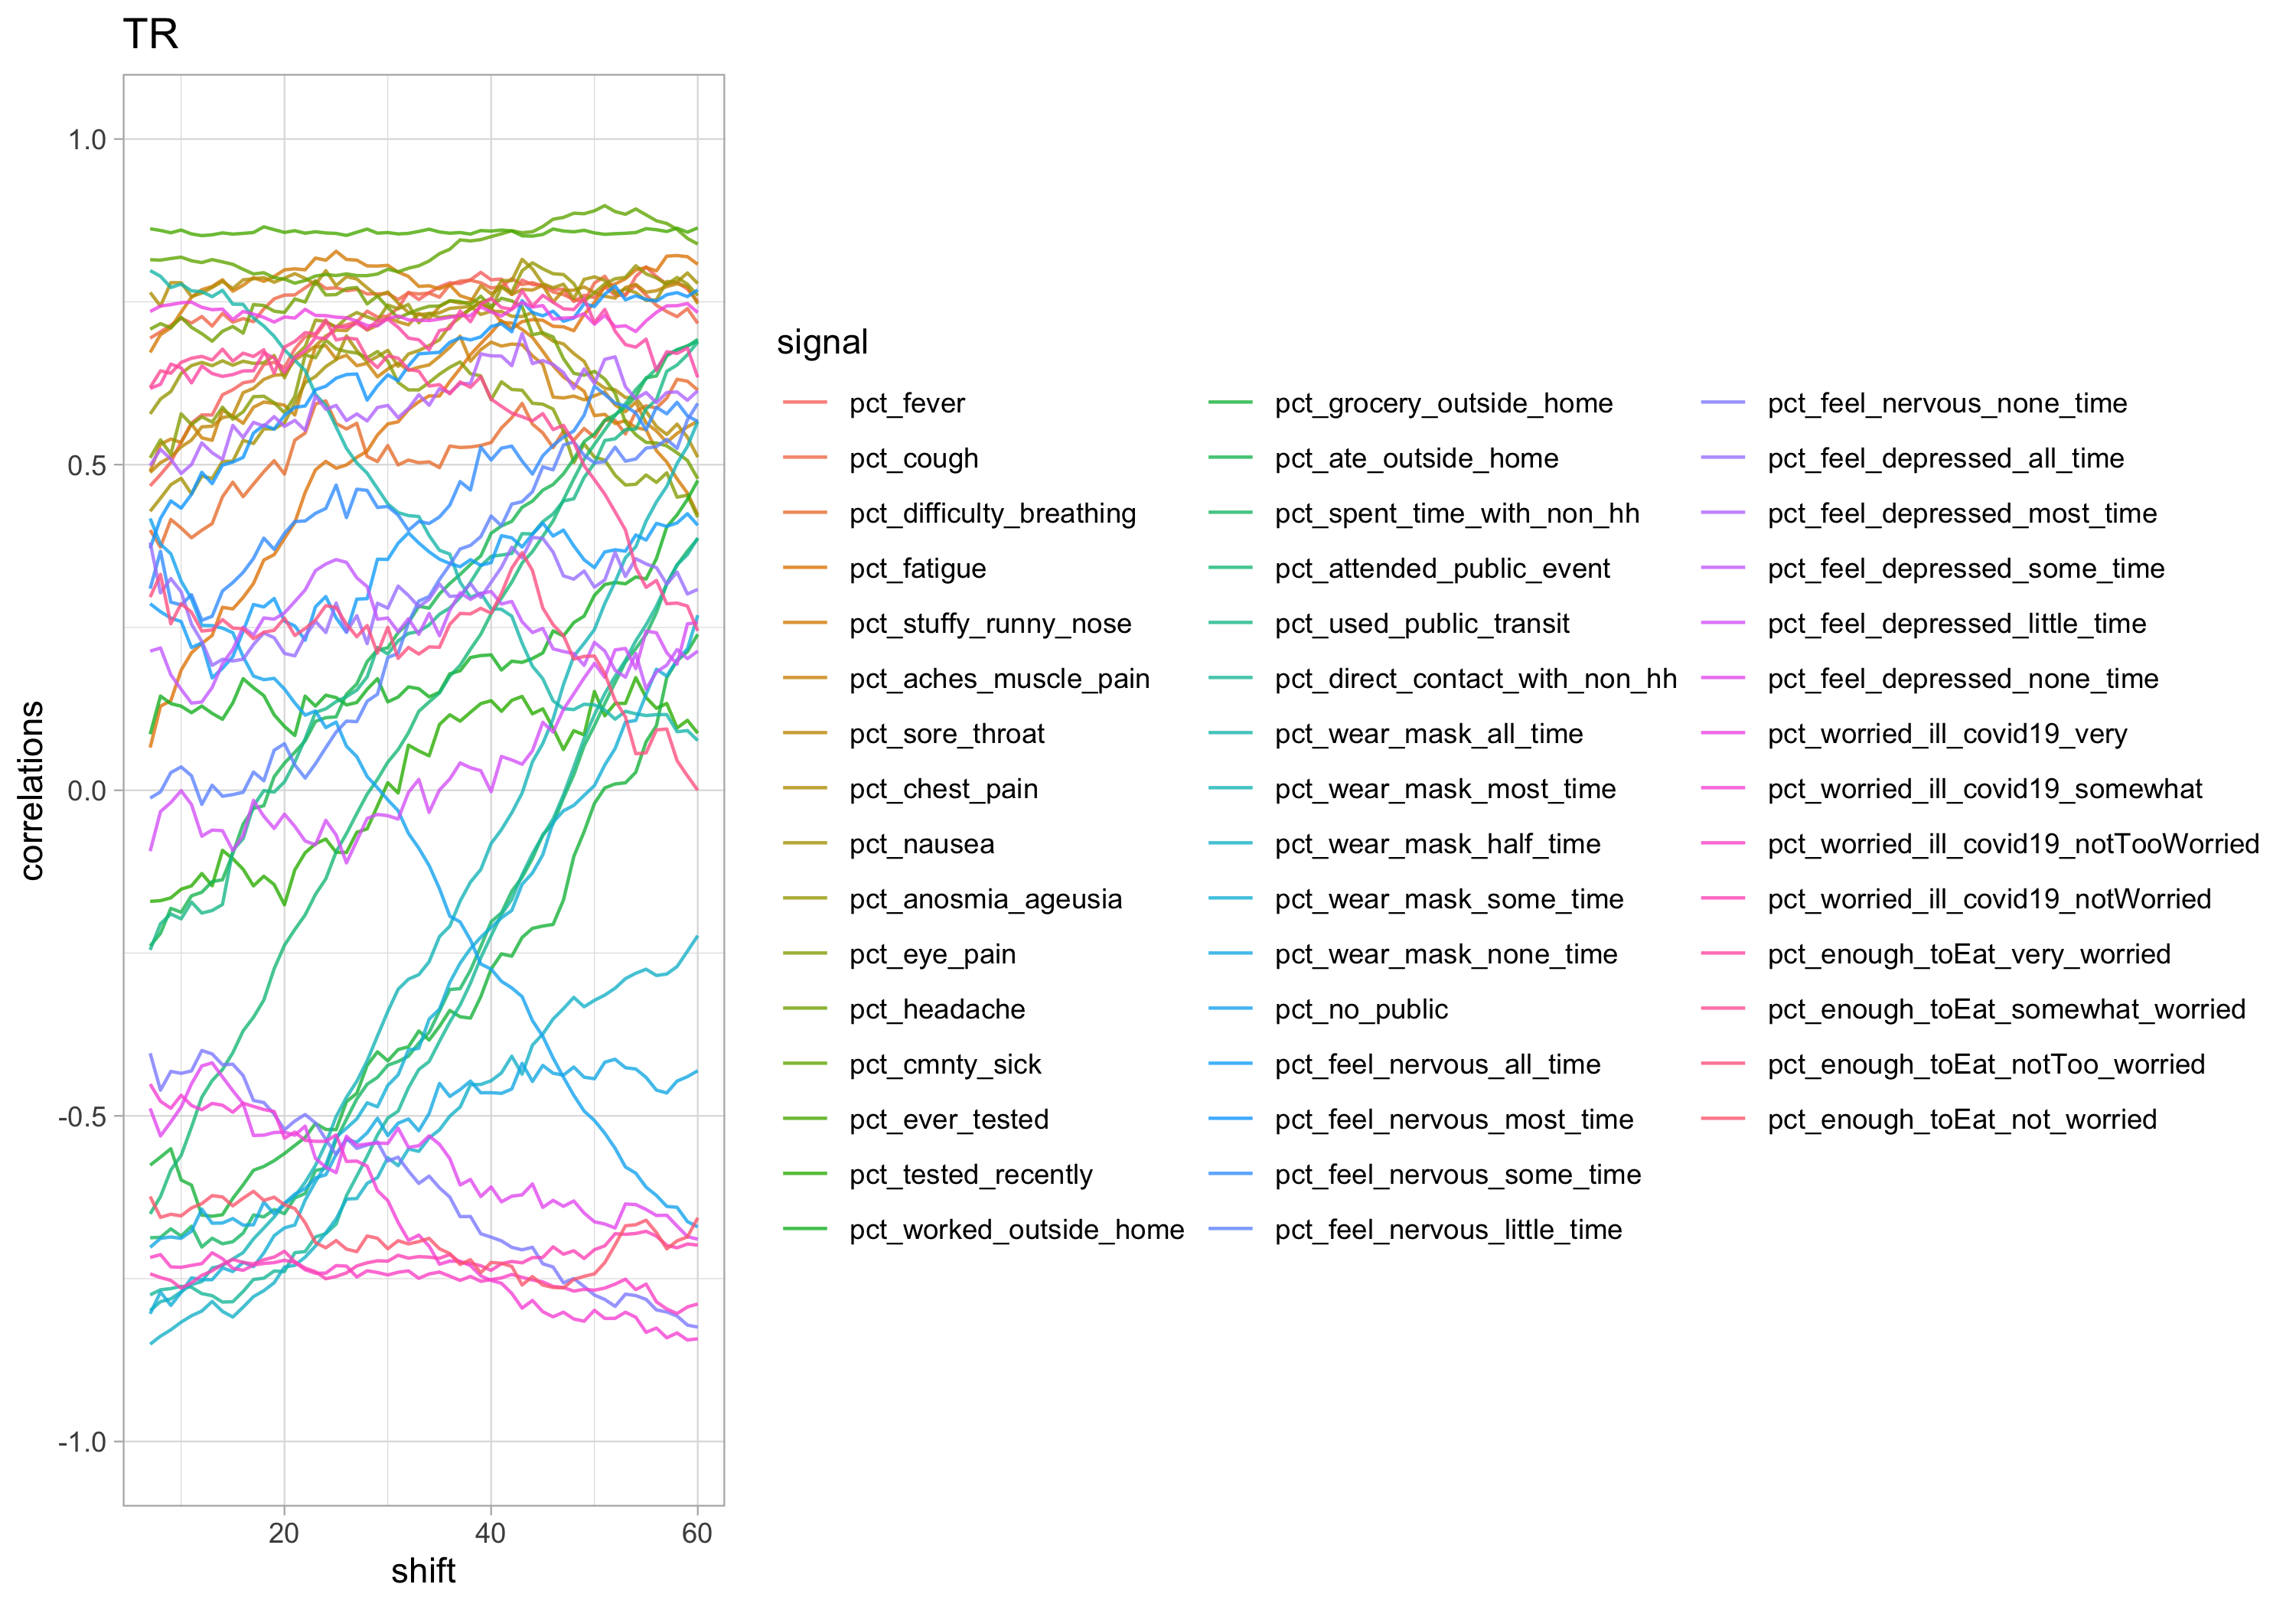 TR
1.0
0.5
0.0
-0.5
-1.0
correlations
20 40 60
shift
signal
pct_fever
pct_cough
pct_difficulty_breathing
pct_fatigue
pct_stuffy_runny_nose
pct_aches_muscle_pain
pct_sore_throat
pct_chest_pain
pct_nausea
pct_anosmia_ageusia
pct_eye_pain
pct_headache
pct_cmnty_sick
pct_ever_tested
pct_tested_recently
pct_worked_outside_home
pct_grocery_outside_home
pct_ate_outside_home
pct_spent_time_with_non_hh
pct_attended_public_event
pct_used_public_transit
pct_direct_contact_with_non_hh
pct_wear_mask_all_time
pct_wear_mask_most_time
pct_wear_mask_half_time
pct_wear_mask_some_time
pct_wear_mask_none_time
pct_no_public
pct_feel_nervous_all_time
pct_feel_nervous_most_time
pct_feel_nervous_some_time
pct_feel_nervous_little_time
pct_feel_nervous_none_time
pct_feel_depressed_all_time
pct_feel_depressed_most_time
pct_feel_depressed_some_time
pct_feel_depressed_little_time
pct_feel_depressed_none_time
pct_worried_ill_covid19_very
pct_worried_ill_covid19_somewhat
pct_worried_ill_covid19_notTooWorried
pct_worried_ill_covid19_notWorried
pct_enough_toEat_very_worried
pct_enough_toEat_somewhat_worried
pct_enough_toEat_notToo_worried
pct_enough_toEat_not_worried